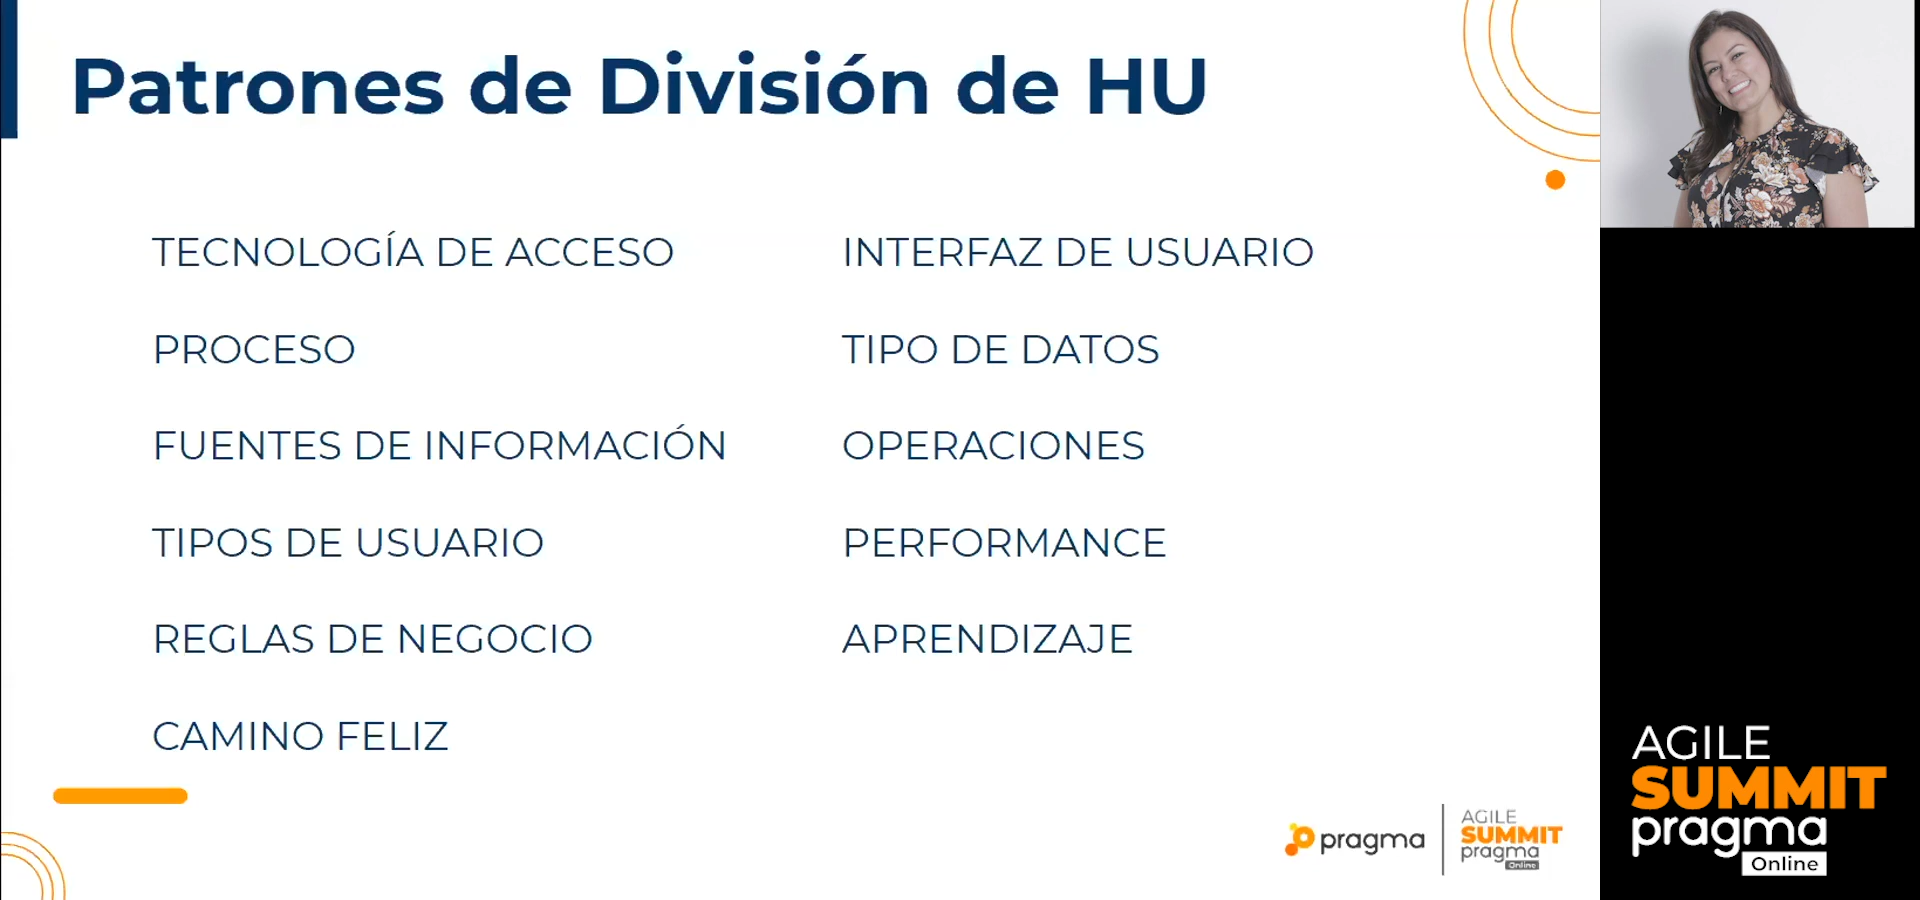 Patrones de División de HU
TECNOLOGÍA DE ACCESO
PROCESO
FUENTES DE INFORMACIÓN
TIPOS DE USUARIO
REGLAS DE NEGOCIO
CAMINO FELIZ
INTERFAZ DE USUARIO
TIPO DE DATOS
OPERACIONES
PERFORMANCE
APRENDIZAJE
pragma
AGILE
SUMMIT
pragma
Online
AGILE
SUMMIT
pragma
Online